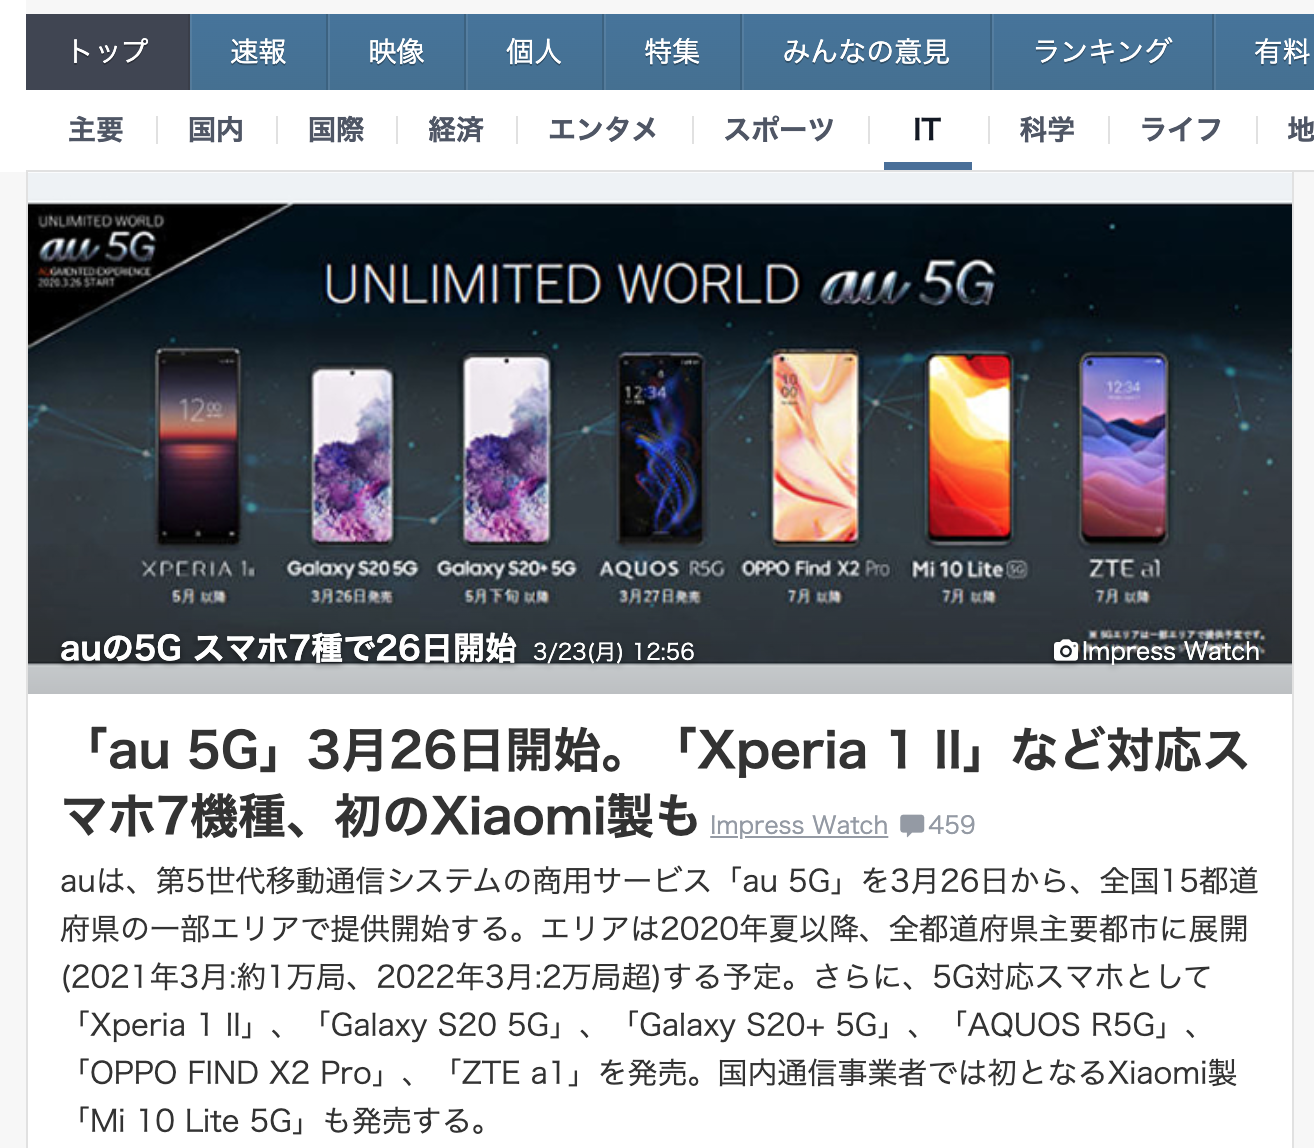 トップ 速報 映像 個人 特集 みんなの意見 ランキング 有料
主要 国内 国際 経済 エンタメ スポーツ IT 科学 ライフ 地
UNLIMITED WORLD
au 5G
AUGMENTED EXPERIENCE
2020.3.26 START
UNLIMITED WORLD au 5G
12:00
12:34
10
00
12:34
XPERIA 1 II Galaxy S20 5G Galaxy S20+ 5G AQUOS R5G OPPO Find X2 Pro Mi 10 Lite 5G ZTE a1
5月 以降 3月26日発売 5月下旬 以降 3月27日発売 7月 以降 7月 以降 7月 以降
※ 5Gエリアは一部エリアで提供予定です。
auの5G スマホ7種で26日開始 3/23(月) 12:56 Impress Watch
「au 5G」3月26日開始。「Xperia 1 II」など対応ス
マホ7機種、初のXiaomi製も Impress Watch 459
auは、第5世代移動通信システムの商用サービス「au 5G」を3月26日から、全国15都道
府県の一部エリアで提供開始する。エリアは2020年夏以降、全都道府県主要都市に展開
(2021年3月:約1万局、2022年3月:2万局超)する予定。さらに、5G対応スマホとして
「Xperia 1 II」、「Galaxy S20 5G」、「Galaxy S20+ 5G」、「AQUOS R5G」、
「OPPO FIND X2 Pro」、「ZTE a1」を発売。国内通信事業者では初となるXiaomi製
「Mi 10 Lite 5G」も発売する。